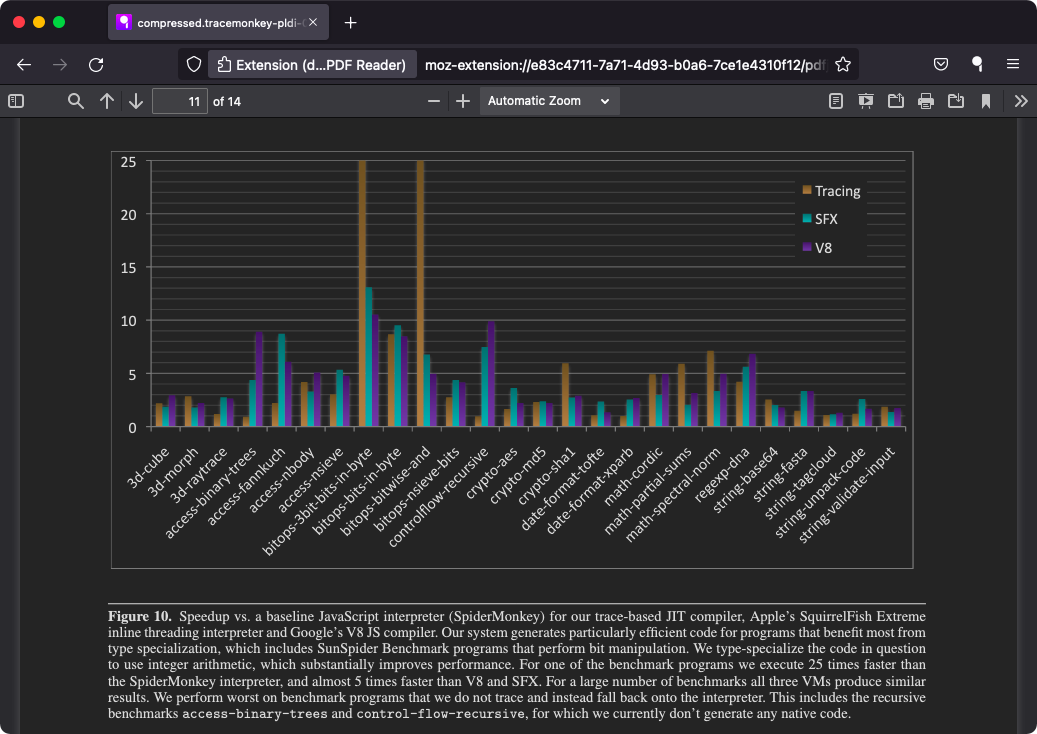 compressed.tracemonkey-pldi-
Extension (d...PDF Reader)
moz-extension://e83c4711-7a71-4d93-b0a6-7ce1e4310f12/pdf
11 of 14
Automatic Zoom
25
20
15
10
5
0
Tracing
SFX
V8
3d-cube
3d-morph
3d-raytrace
access-binary-trees
access-fannkuch
access-nbody
access-nsieve
bitops-3bit-bits-in-byte
bitops-bits-in-byte
bitops-bitwise-and
bitops-nsieve-bits
controlflow-recursive
crypto-aes
crypto-md5
crypto-sha1
date-format-tofte
date-format-xparb
math-cordic
math-partial-sums
math-spectral-norm
regexp-dna
string-base64
string-fasta
string-tagcloud
string-unpack-code
string-validate-input
Figure 10. Speedup vs. a baseline JavaScript interpreter (SpiderMonkey) for our trace-based JIT compiler, Apple's SquirrelFish Extreme
inline threading interpreter and Google's V8 JS compiler. Our system generates particularly efficient code for programs that benefit most from
type specialization, which includes SunSpider Benchmark programs that perform bit manipulation. We type-specialize the code in question
to use integer arithmetic, which substantially improves performance. For one of the benchmark programs we execute 25 times faster than
the SpiderMonkey interpreter, and almost 5 times faster than V8 and SFX. For a large number of benchmarks all three VMs produce similar
results. We perform worst on benchmark programs that we do not trace and instead fall back onto the interpreter. This includes the recursive
benchmarks access-binary-trees and control-flow-recursive, for which we currently don't generate any native code.